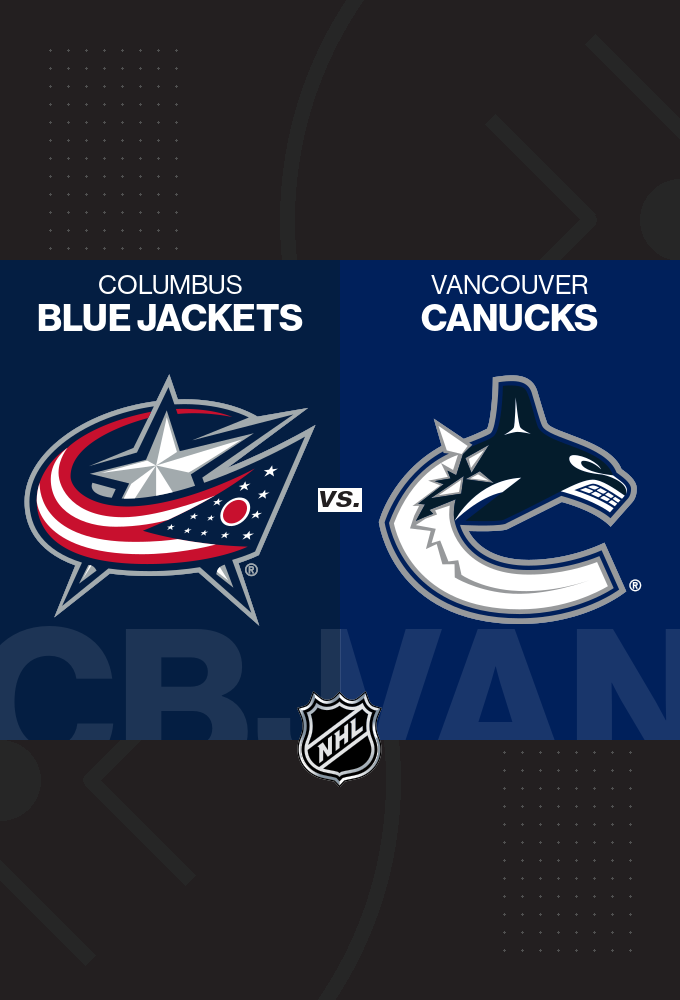 COLUMBUS
BLUE JACKETS
VANCOUVER
CANUCKS
vs.
®
®
CBJ
VAN
NHL